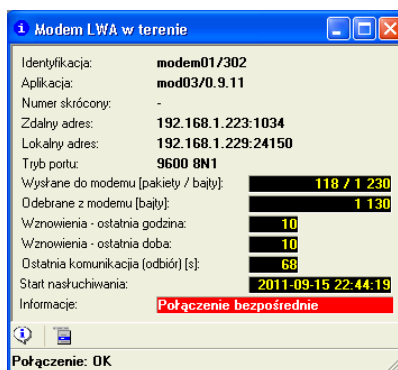 Modem LWA w terenie
Identyfikacja: modem01/302
Aplikacja: mod03/0.9.11
Numer skrócony: -
Zdalny adres: 192.168.1.223:1034
Lokalny adres: 192.168.1.229:24150
Tryb portu: 9600 8N1
Wysłane do modemu [pakiety / bajty]: 118 / 1 230
Odebrane z modemu [bajty]: 1 130
Wznowienia - ostatnia godzina: 10
Wznowienia - ostatnia doba: 10
Ostatnia komunikacjia (odbiór) [s]: 68
Start nasłuchiwania: 2011-09-15 22:44:19
Informacje: Połączenie bezpośrednie
Połączenie: OK